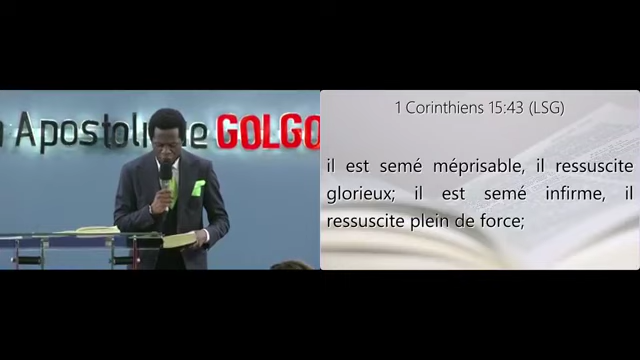 Apostolique GOLGO
1 Corinthiens 15:43 (LSG)
il est semé méprisable, il ressuscite
glorieux; il est semé infirme, il
ressuscite plein de force;